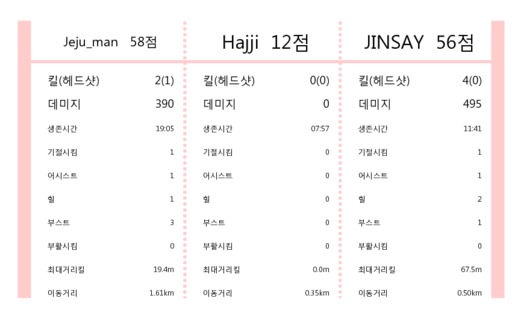 Jeju_man 58점 Hajji 12점 JINSAY 56점
킬(헤드샷) 2(1) 킬(헤드샷) 0(0) 킬(헤드샷) 4(0)
데미지 390 데미지 0 데미지 495
생존시간 19:05 생존시간 07:57 생존시간 11:41
기절시킴 1 기절시킴 0 기절시킴 1
어시스트 1 어시스트 0 어시스트 1
힐 1 힐 0 힐 2
부스트 3 부스트 0 부스트 1
부활시킴 0 부활시킴 0 부활시킴 0
최대거리킬 19.4m 최대거리킬 0.0m 최대거리킬 67.5m
이동거리 1.61km 이동거리 0.35km 이동거리 0.50km